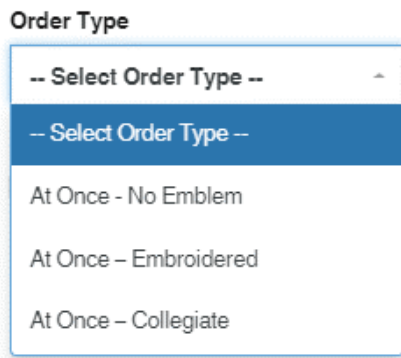 Order Type
-- Select Order Type --
-- Select Order Type --
At Once - No Emblem
At Once – Embroidered
At Once – Collegiate